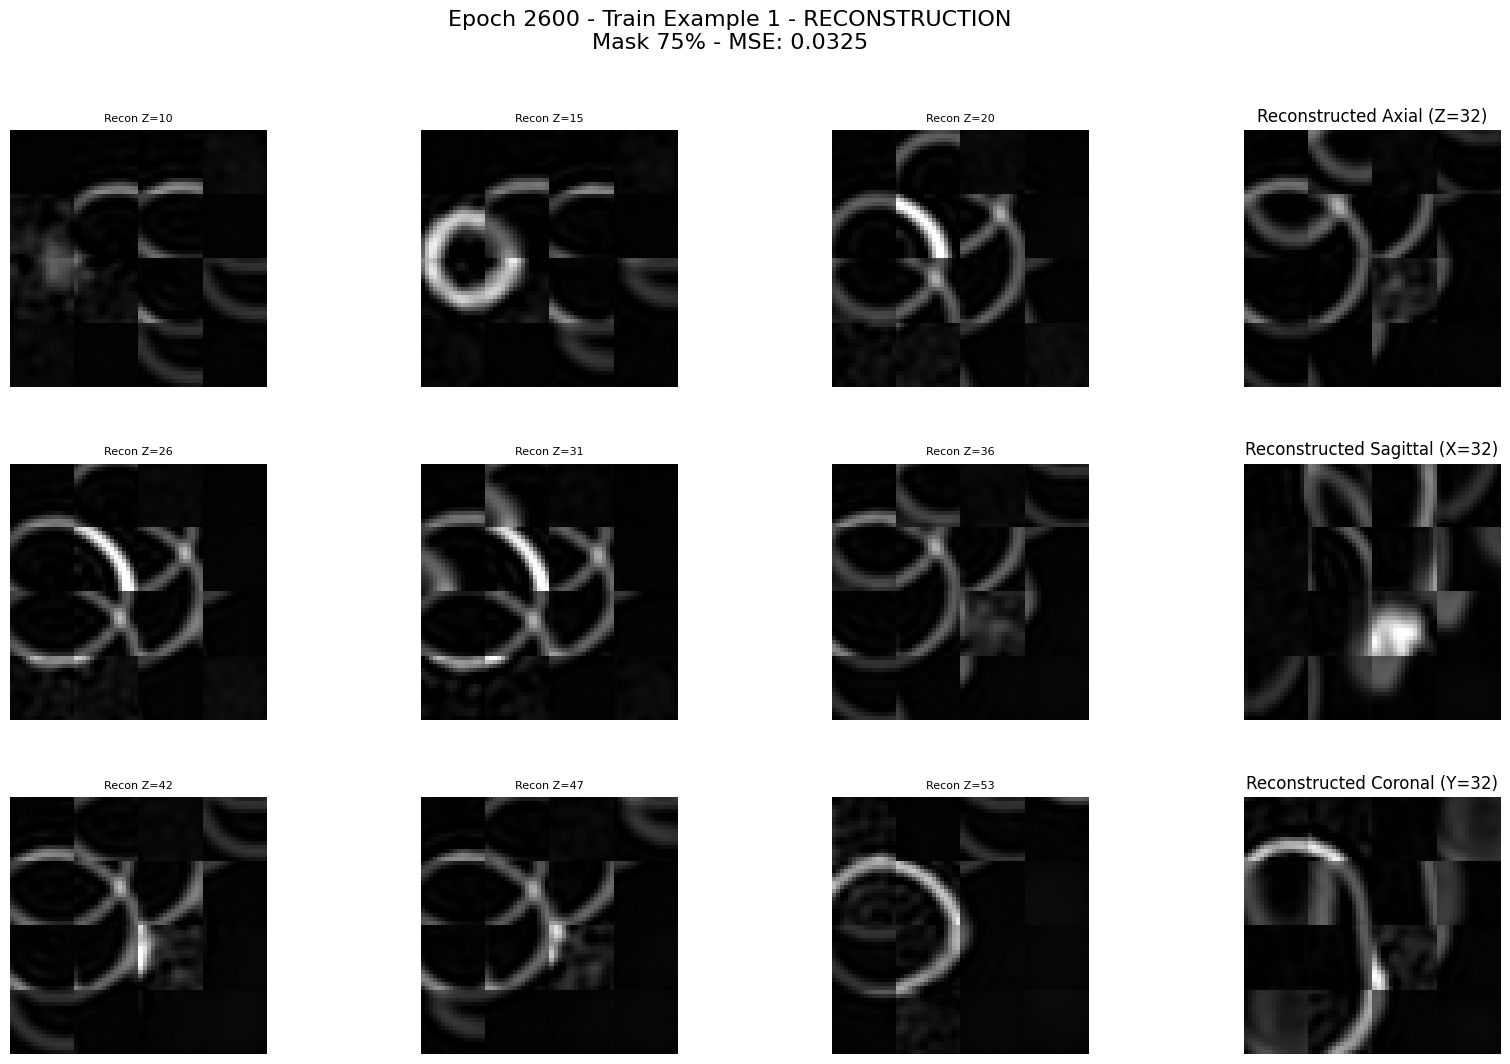 Epoch 2600 - Train Example 1 - RECONSTRUCTION
Mask 75% - MSE: 0.0325
Recon Z=10
Recon Z=15
Recon Z=20
Reconstructed Axial (Z=32)
Recon Z=26
Recon Z=31
Recon Z=36
Reconstructed Sagittal (X=32)
Recon Z=42
Recon Z=47
Recon Z=53
Reconstructed Coronal (Y=32)